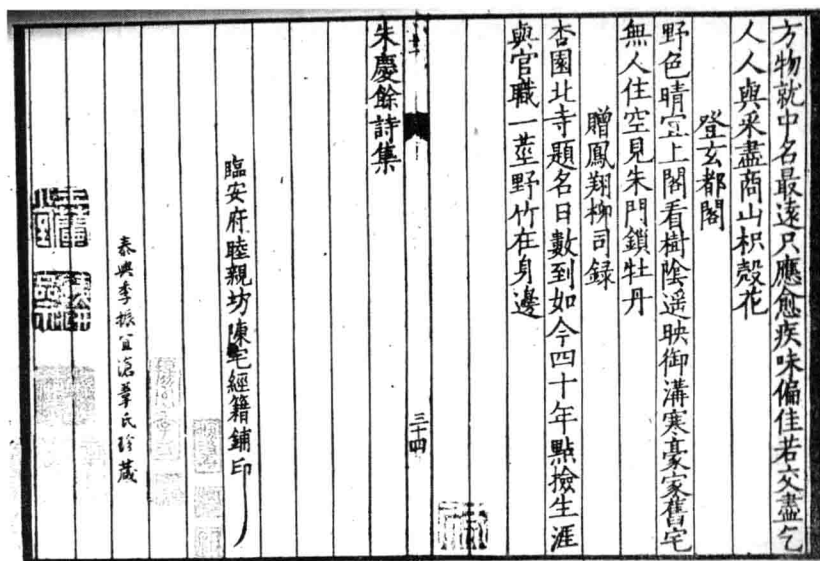 方物就中名最遠只應愈疾味偏佳若交盡乞
人人與采盡商山枳殼花
登玄都閣
野色晴宜上閣看樹陰遥映御溝寒豪家舊宅
無人住空見朱門鎖牡丹
贈鳳翔柳司録
杏園北寺題名日數到如今四十年點撿生涯
與官職一莖野竹在身邊
三十四
朱慶餘詩集
臨安府睦親坊陳宅經籍鋪印
泰興李振宜滄葦氏珍藏